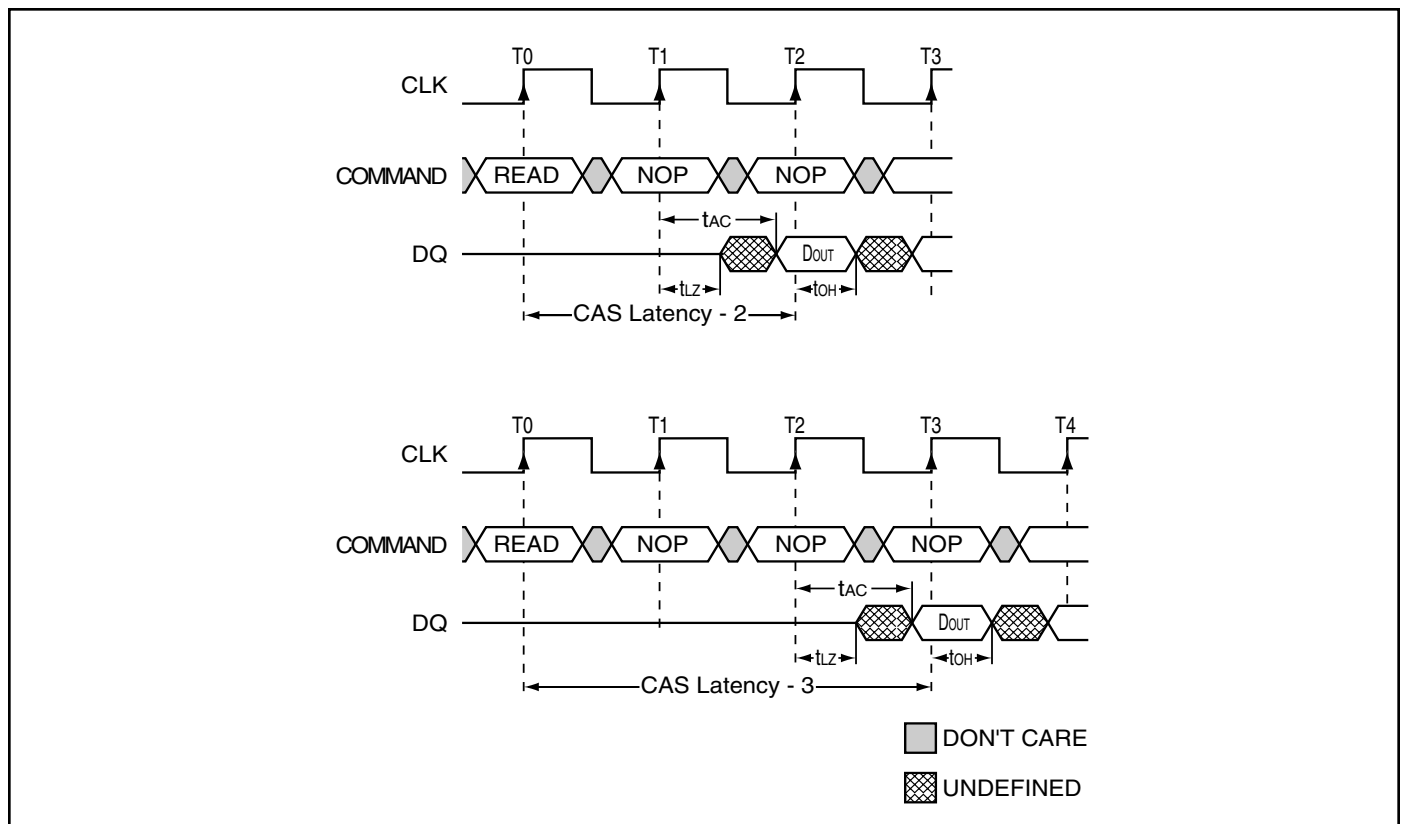 T0 T1 T2 T3
CLK
COMMAND READ NOP NOP
tAC
DQ DOUT
tLZ tOH
CAS Latency - 2
T0 T1 T2 T3 T4
CLK
COMMAND READ NOP NOP NOP
tAC
DQ DOUT
tLZ tOH
CAS Latency - 3
DON'T CARE
UNDEFINED